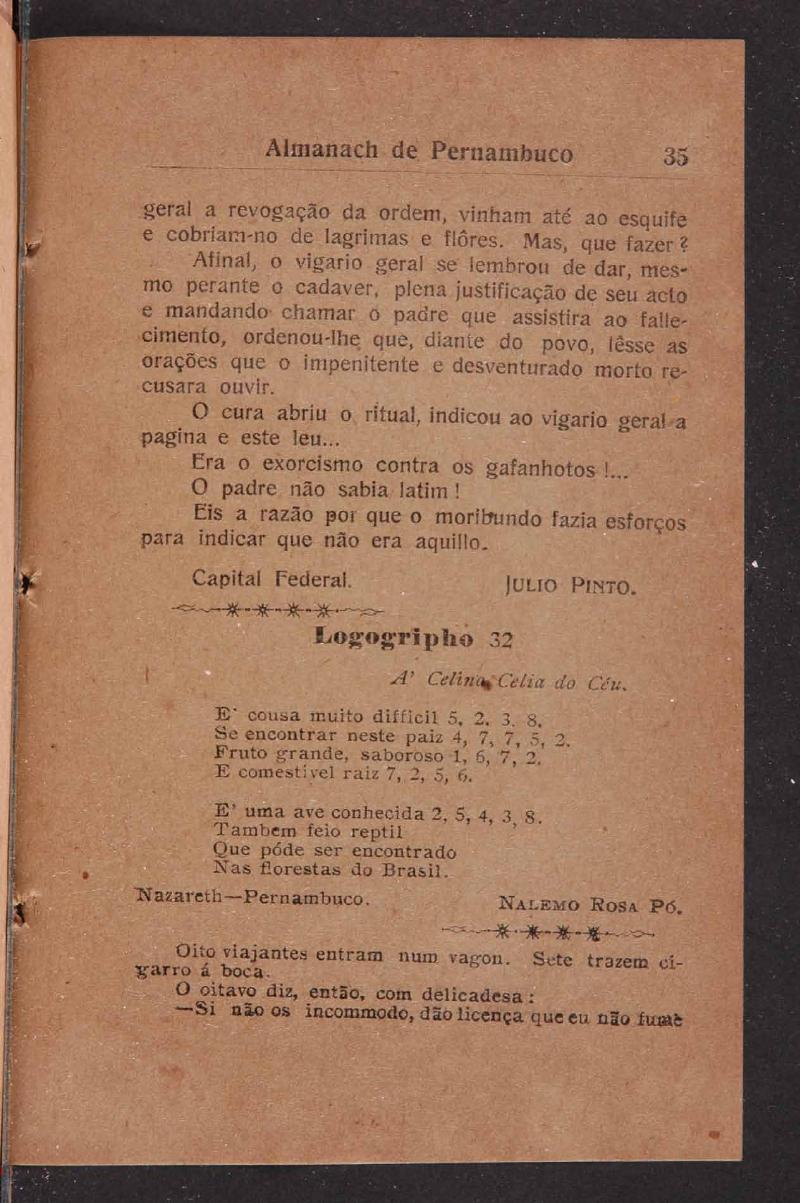 Almanach de Pernambuco 35
geral a revogação da ordem, vinham até ao esquife
e cobriam-no de lagrimas e flôres. Mas, que fazer?
Afinal, o vigario geral se lembrou de dar, mes-
mo perante o cadaver, plena justificação de seu acto
e mandando chamar o padre que assistira ao falle-
cimento, ordenou-lhe que, diante do povo, lêsse as
orações que o impenitente e desventurado morto re-
cusara ouvir.
O cura abriu o ritual, indicou ao vigario geral a
pagina e este leu...
Era o exorcismo contra os gafanhotos!...
O padre não sabia latim!
Eis a razão por que o moribundo fazia esforços
para indicar que não era aquillo.
Capital Federal. JULIO PINTO.
Logogripho 32
A' Celina Celia do Céu.
E' cousa muito difficil 5, 2, 3, 8,
Se encontrar neste paiz 4, 7, 7, 5, 2,
Fruto grande, saboroso 1, 6, 7, 2,
E comestivel raiz 7, 2, 5, 6.
E' uma ave conhecida 2, 5, 4, 3, 8.
Tambem feio reptil
Que póde ser encontrado
Nas florestas do Brasil.
Nazareth—Pernambuco. NALEMO ROSA PÓ.
Oito viajantes entram num vagon. Sete trazem ci-
garro á boca.
O oitavo diz, então, com delicadesa:
—Si não os incommodo, dão licença que eu não fume